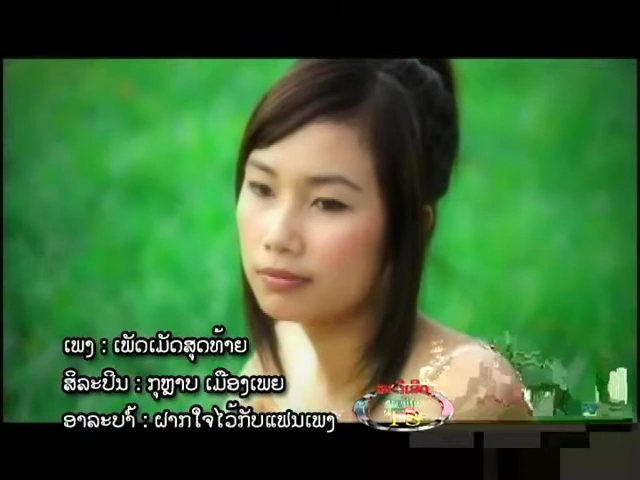 ເພງ : ເພັດເມັດສຸດທ້າຍ
ສິລະປິນ : ກຸຫຼາບ ເມືອງເພຍ
ອາລະບ້ຳ : ຝາກໃຈໄວ້ກັບແຟນເພງ